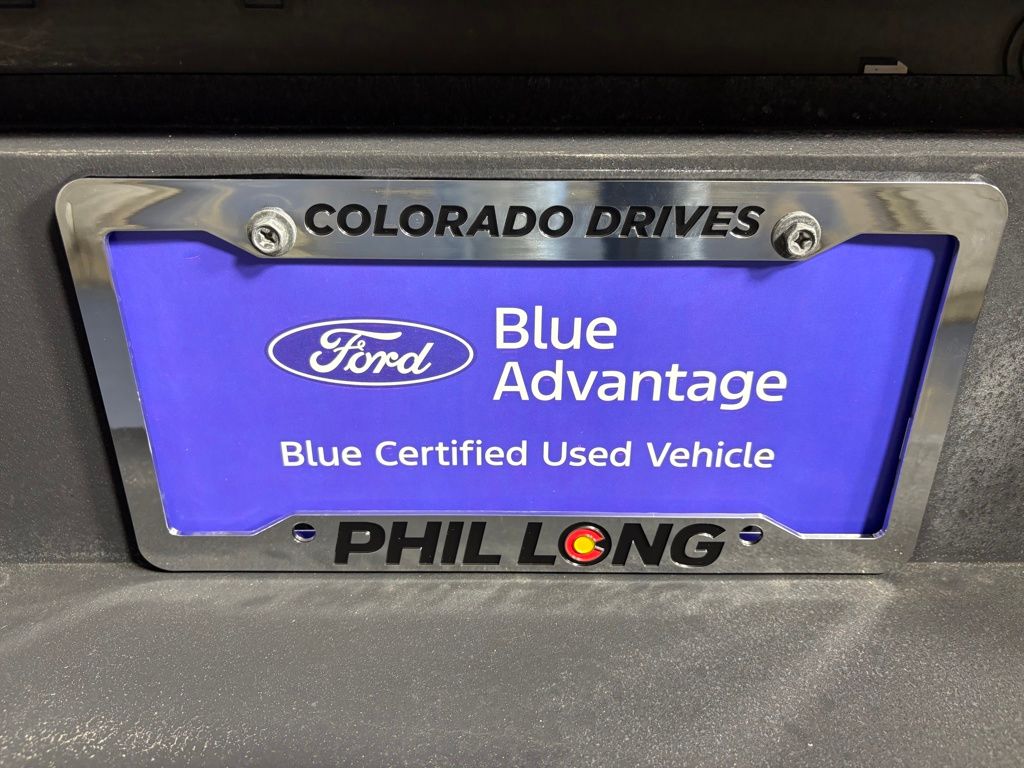 COLORADO DRIVES
Ford
Blue
Advantage
Blue Certified Used Vehicle
PHIL LONG